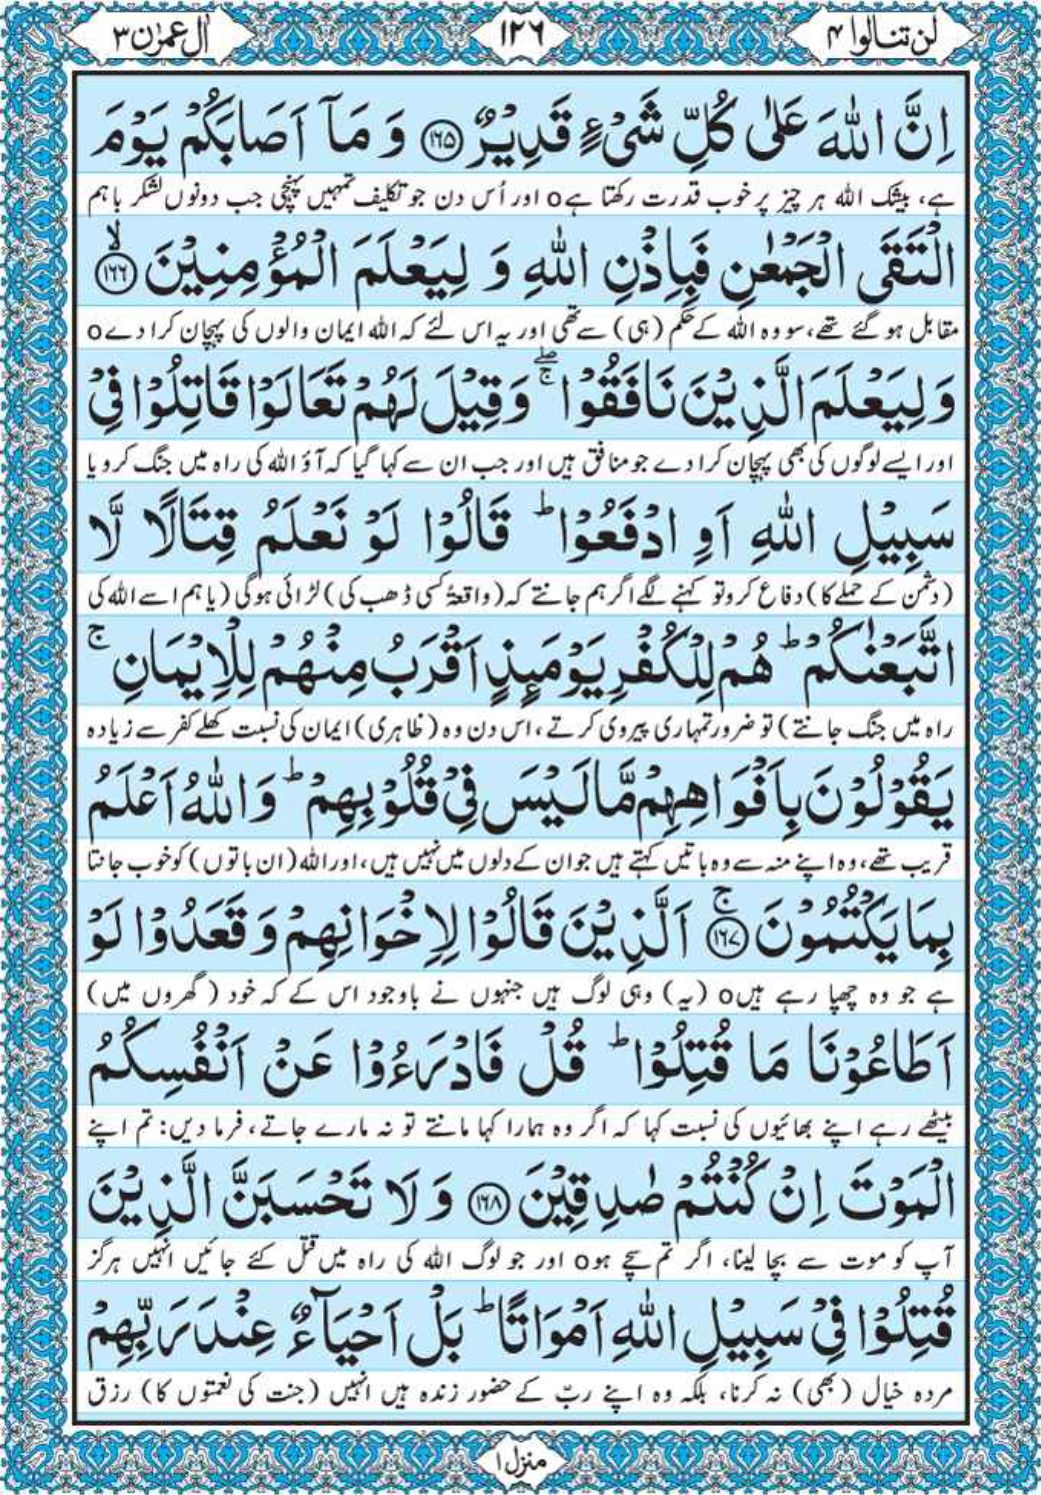 لن تنالوا ۴
۱۲۶
اٰل عمرٰن ۳
اِنَّ اللّٰهَ عَلٰی كُلِّ شَیْءٍ قَدِیْرٌ ﴿۱۶۵﴾ وَ مَاۤ اَصَابَكُمْ یَوْمَ
ہے، بیشک اللہ ہر چیز پر خوب قدرت رکھتا ہےo اور اُس دن جو تکلیف تمہیں پہنچی جب دونوں لشکر باہم
الْتَقَی الْجَمْعٰنِ فَبِاِذْنِ اللّٰهِ وَ لِیَعْلَمَ الْمُؤْمِنِیْنَ ﴿۱۶۶﴾ۙ
مقابل ہو گئے تھے، سو وہ اللہ کے حکم (ہی) سے تھی اور یہ اس لئے کہ اللہ ایمان والوں کی پہچان کرا دےo
وَ لِیَعْلَمَ الَّذِیْنَ نَافَقُوْا ۖۚ وَ قِیْلَ لَهُمْ تَعَالَوْا قَاتِلُوْا فِیْ
اور ایسے لوگوں کی بھی پہچان کرا دے جو منافق ہیں اور جب ان سے کہا گیا کہ آؤ اللہ کی راہ میں جنگ کرو یا
سَبِیْلِ اللّٰهِ اَوِ ادْفَعُوْا ؕ قَالُوْا لَوْ نَعْلَمُ قِتَالًا لَّا
(دشمن کے حملے کا) دفاع کرو تو کہنے لگے اگر ہم جانتے کہ (واقعۃً کسی ڈھب کی) لڑائی ہوگی (یا ہم اسے اللہ کی
اتَّبَعْنٰكُمْ ؕ هُمْ لِلْكُفْرِ یَوْمَىِٕذٍ اَقْرَبُ مِنْهُمْ لِلْاِیْمَانِ ۚ
راہ میں جنگ جانتے) تو ضرور تمہاری پیروی کرتے، اس دن وہ (ظاہری) ایمان کی نسبت کھلے کفر سے زیادہ
یَقُوْلُوْنَ بِاَفْوَاهِهِمْ مَّا لَیْسَ فِیْ قُلُوْبِهِمْ ؕ وَ اللّٰهُ اَعْلَمُ
قریب تھے، وہ اپنے منہ سے وہ باتیں کہتے ہیں جو ان کے دلوں میں نہیں ہیں، اور اللہ (ان باتوں) کو خوب جانتا
بِمَا یَكْتُمُوْنَ ﴿۱۶۷﴾ۚ اَلَّذِیْنَ قَالُوْا لِاِخْوَانِهِمْ وَ قَعَدُوْا لَوْ
ہے جو وہ چھپا رہے ہیںo (یہ) وہی لوگ ہیں جنہوں نے باوجود اس کے کہ خود (گھروں میں)
اَطَاعُوْنَا مَا قُتِلُوْا ؕ قُلْ فَادْرَءُوْا عَنْ اَنْفُسِكُمُ
بیٹھے رہے اپنے بھائیوں کی نسبت کہا کہ اگر وہ ہمارا کہا مانتے تو نہ مارے جاتے، فرما دیں: تم اپنے
الْمَوْتَ اِنْ كُنْتُمْ صٰدِقِیْنَ ﴿۱۶۸﴾ وَ لَا تَحْسَبَنَّ الَّذِیْنَ
آپ کو موت سے بچا لینا، اگر تم سچے ہوo اور جو لوگ اللہ کی راہ میں قتل کئے جائیں انہیں ہرگز
قُتِلُوْا فِیْ سَبِیْلِ اللّٰهِ اَمْوَاتًا ؕ بَلْ اَحْیَآءٌ عِنْدَ رَبِّهِمْ
مردہ خیال (بھی) نہ کرنا، بلکہ وہ اپنے ربّ کے حضور زندہ ہیں انہیں (جنت کی نعمتوں کا) رزق
منزل ۱